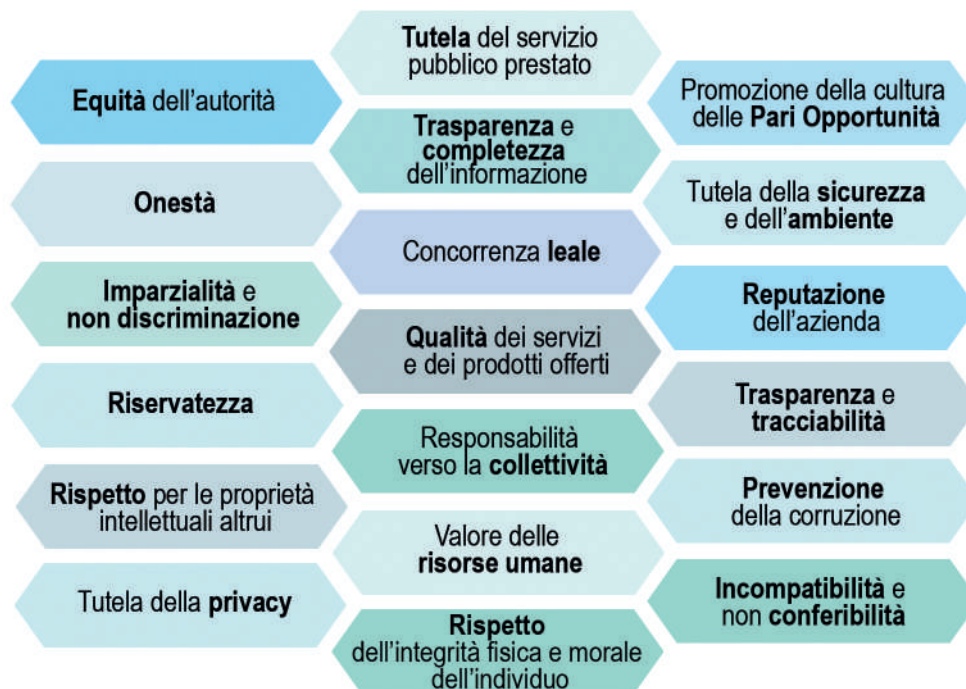 Equità dell'autorità
Onestà
Imparzialità e
non discriminazione
Riservatezza
Rispetto per le proprietà
intellettuali altrui
Tutela della privacy
Tutela del servizio
pubblico prestato
Trasparenza e
completezza
dell'informazione
Concorrenza leale
Qualità dei servizi
e dei prodotti offerti
Responsabilità
verso la collettività
Valore delle
risorse umane
Rispetto
dell'integrità fisica e morale
dell'individuo
Promozione della cultura
delle Pari Opportunità
Tutela della sicurezza
e dell'ambiente
Reputazione
dell'azienda
Trasparenza e
tracciabilità
Prevenzione
della corruzione
Incompatibilità e
non conferibilità